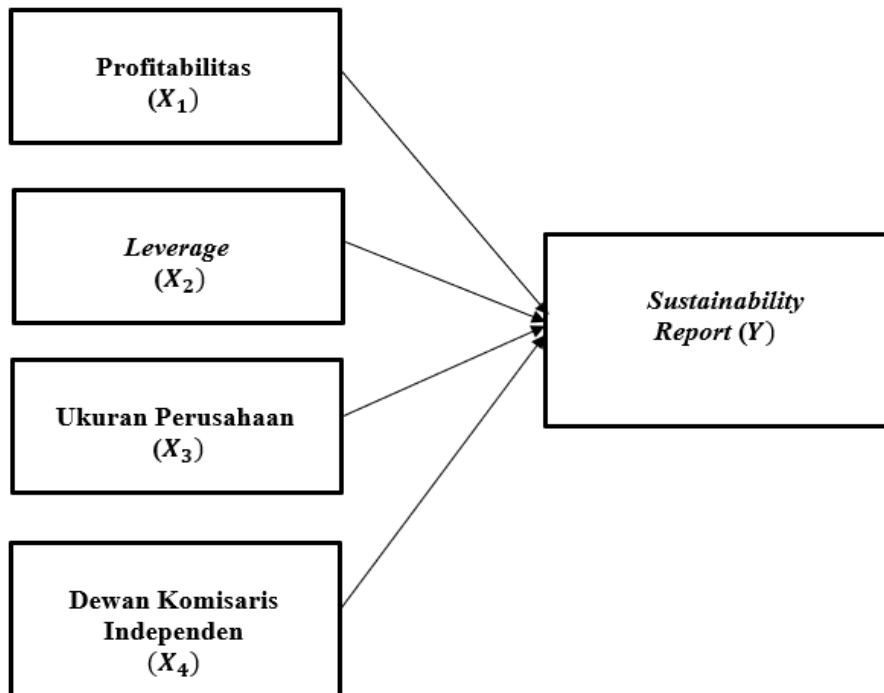 Profitabilitas
(X₁)
Leverage
(X₂)
Ukuran Perusahaan
(X₃)
Dewan Komisaris
Independen
(X₄)
Sustainability
Report (Y)